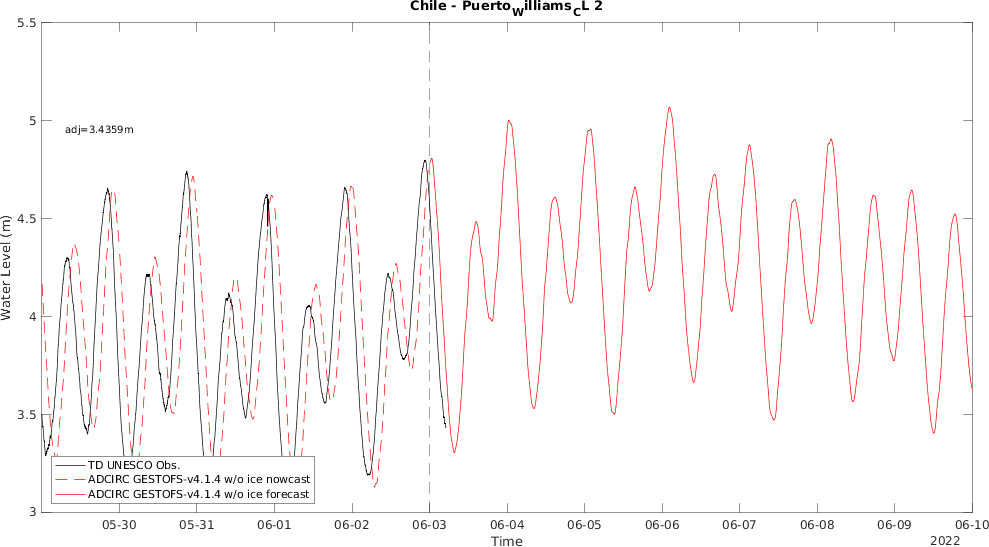 Chile - PuertoWilliamsCL 2
5.5
5
4.5
4
3.5
3
Water Level (m)
adj=3.4359m
TD UNESCO Obs.
ADCIRC GESTOFS-v4.1.4 w/o ice nowcast
ADCIRC GESTOFS-v4.1.4 w/o ice forecast
05-30 05-31 06-01 06-02 06-03 06-04 06-05 06-06 06-07 06-08 06-09 06-10
Time
2022